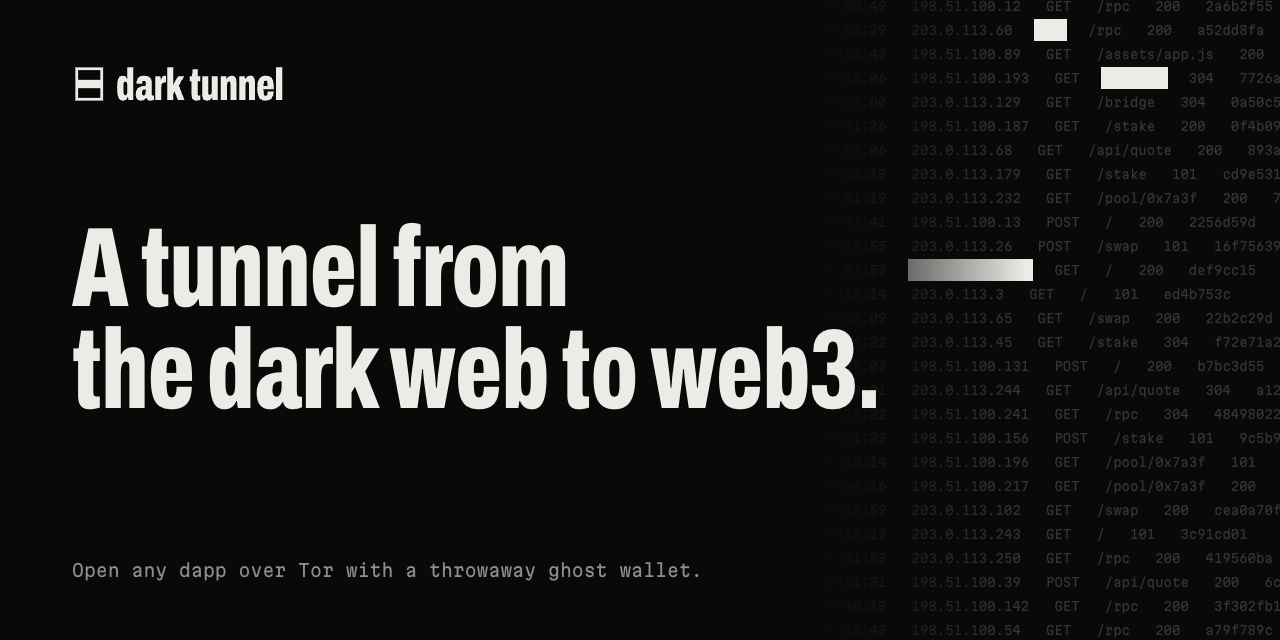 dark tunnel
A tunnel from
the dark web to web3.
Open any dapp over Tor with a throwaway ghost wallet.
198.51.100.12 GET /rpc 200 2a6b2f55
203.0.113.60 /rpc 200 a52dd8fa
198.51.100.89 GET /assets/app.js 200
198.51.100.193 GET 304 7726a
203.0.113.129 GET /bridge 304 0a50c5
198.51.100.187 GET /stake 200 0f4b09
203.0.113.68 GET /api/quote 200 893a
203.0.113.179 GET /stake 101 cd9e531
203.0.113.232 GET /pool/0x7a3f 200 7
198.51.100.13 POST / 200 2256d59d
203.0.113.26 POST /swap 101 16f75639
GET / 200 def9cc15
203.0.113.3 GET / 101 ed4b753c
203.0.113.65 GET /swap 200 22b2c29d
203.0.113.45 GET /stake 304 f72e71a2
198.51.100.131 POST / 200 b7bc3d55
203.0.113.244 GET /api/quote 304 a12
198.51.100.241 GET /rpc 304 48498022
198.51.100.156 POST /stake 101 9c5b9
198.51.100.196 GET /pool/0x7a3f 101
198.51.100.217 GET /pool/0x7a3f 200
203.0.113.102 GET /swap 200 cea0a70f
203.0.113.243 GET / 101 3c91cd01
203.0.113.250 GET /rpc 200 419560ba
198.51.100.39 POST /api/quote 200 6c
198.51.100.142 GET /rpc 200 3f302fb1
198.51.100.54 GET /rpc 200 a79f789c